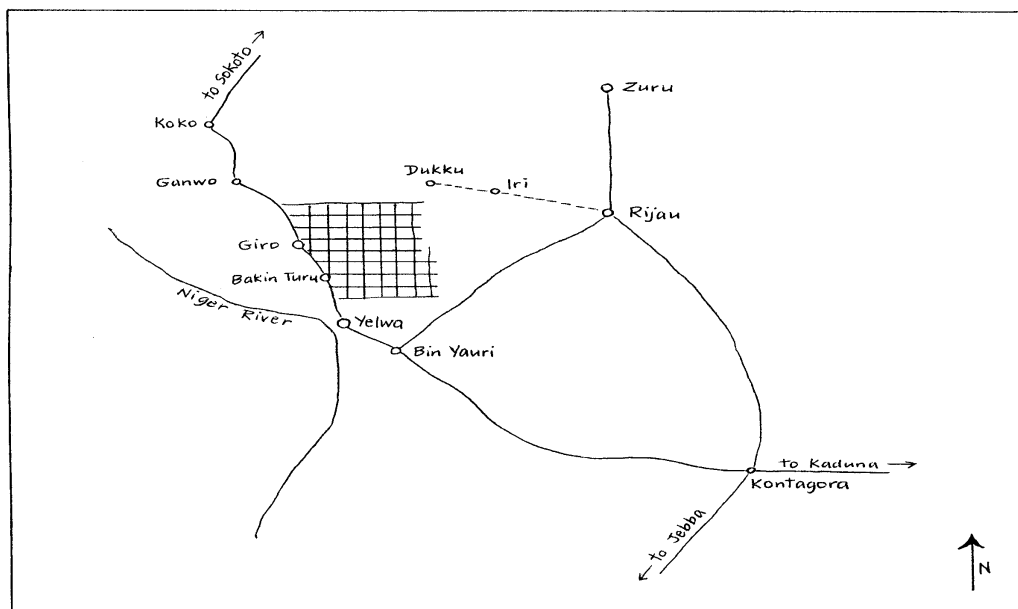 to Sokoto →
Zuru
Koko
Dukku
Iri
Ganwo
Rijau
Giro
Bakin Turu
Niger River
Yelwa
Bin Yauri
to Kaduna →
Kontagora
← to Jebba
N